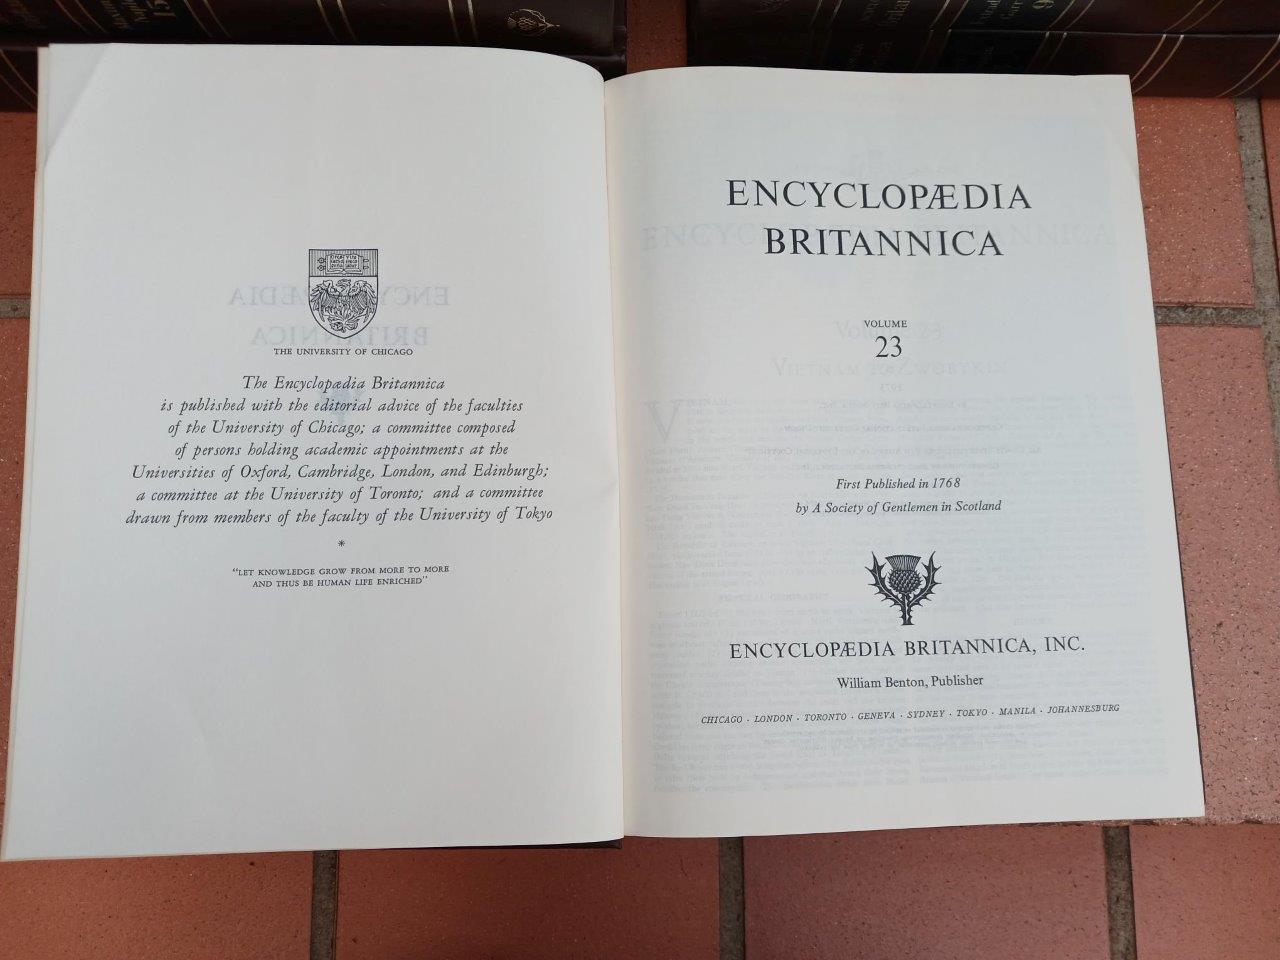 THE UNIVERSITY OF CHICAGO
The Encyclopædia Britannica
is published with the editorial advice of the faculties
of the University of Chicago; a committee composed
of persons holding academic appointments at the
Universities of Oxford, Cambridge, London, and Edinburgh;
a committee at the University of Toronto; and a committee
drawn from members of the faculty of the University of Tokyo
*
"LET KNOWLEDGE GROW FROM MORE TO MORE
AND THUS BE HUMAN LIFE ENRICHED"
ENCYCLOPÆDIA
BRITANNICA
VOLUME
23
First Published in 1768
by A Society of Gentlemen in Scotland
ENCYCLOPÆDIA BRITANNICA, INC.
William Benton, Publisher
CHICAGO · LONDON · TORONTO · GENEVA · SYDNEY · TOKYO · MANILA · JOHANNESBURG